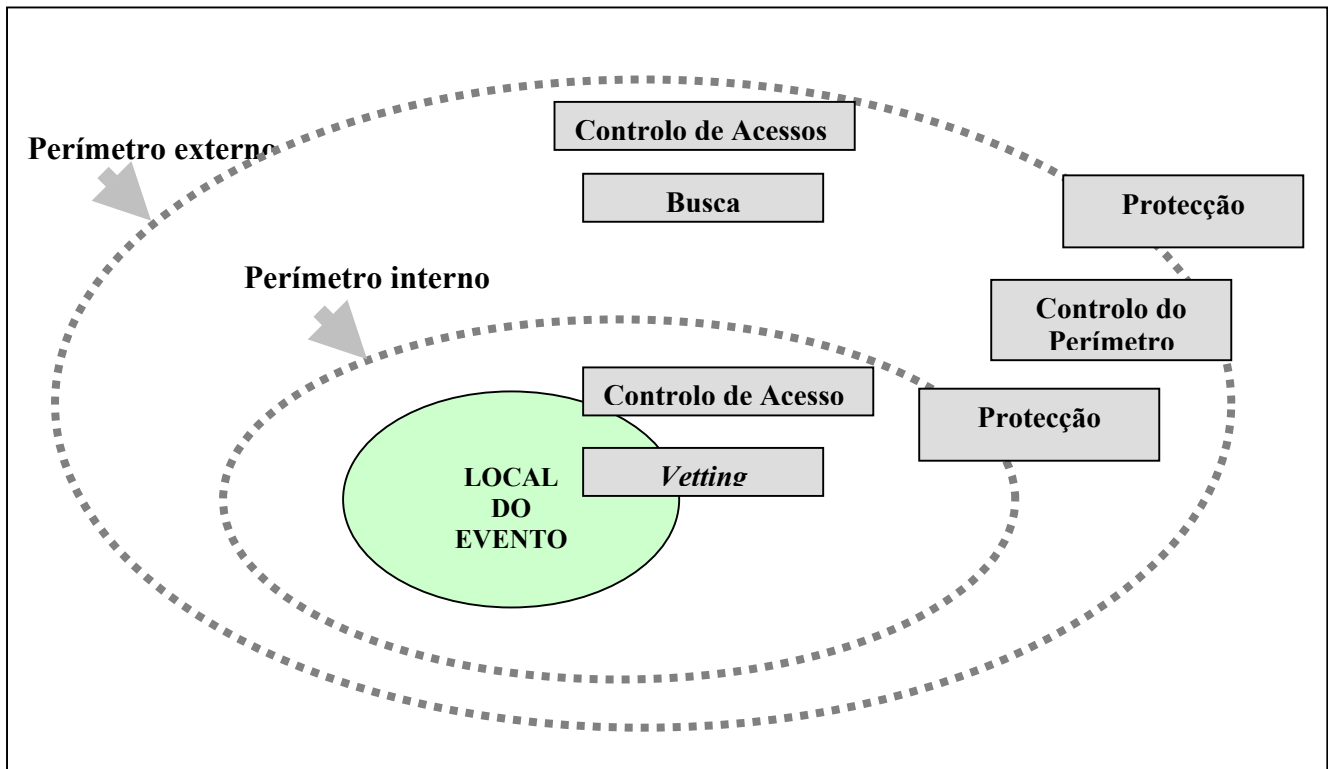 Controlo de Acessos
Perímetro externo
Busca
Protecção
Perímetro interno
Controlo do
Perímetro
Controlo de Acesso
Protecção
Vetting
LOCAL
DO
EVENTO